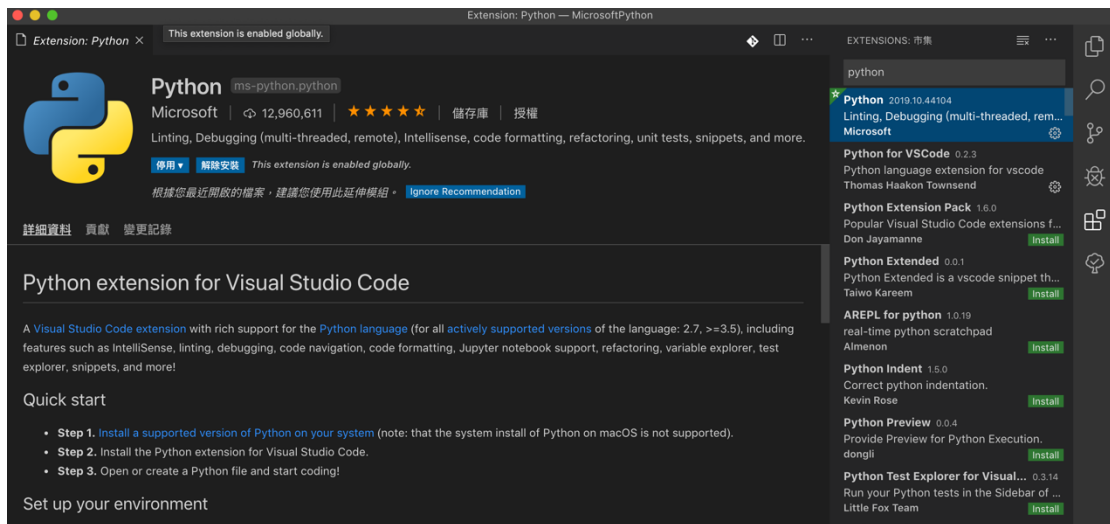 Extension: Python — MicrosoftPython
Extension: Python ×
This extension is enabled globally.
Python ms-python.python
Microsoft 12,960,611 儲存庫 授權
Linting, Debugging (multi-threaded, remote), Intellisense, code formatting, refactoring, unit tests, snippets, and more.
停用 解除安裝 This extension is enabled globally.
根據您最近開啟的檔案,建議您使用此延伸模組。 Ignore Recommendation
詳細資料 貢獻 變更記錄
Python extension for Visual Studio Code
A Visual Studio Code extension with rich support for the Python language (for all actively supported versions of the language: 2.7, >=3.5), including
features such as IntelliSense, linting, debugging, code navigation, code formatting, Jupyter notebook support, refactoring, variable explorer, test
explorer, snippets, and more!
Quick start
• Step 1. Install a supported version of Python on your system (note: that the system install of Python on macOS is not supported).
• Step 2. Install the Python extension for Visual Studio Code.
• Step 3. Open or create a Python file and start coding!
Set up your environment
EXTENSIONS: 市集
python
Python 2019.10.44104
Linting, Debugging (multi-threaded, rem...
Microsoft
Python for VSCode 0.2.3
Python language extension for vscode
Thomas Haakon Townsend
Python Extension Pack 1.6.0
Popular Visual Studio Code extensions f...
Don Jayamanne Install
Python Extended 0.0.1
Python Extended is a vscode snippet th...
Taiwo Kareem Install
AREPL for python 1.0.19
real-time python scratchpad
Almenon Install
Python Indent 1.5.0
Correct python indentation.
Kevin Rose Install
Python Preview 0.0.4
Provide Preview for Python Execution.
dongli Install
Python Test Explorer for Visual... 0.3.14
Run your Python tests in the Sidebar of ...
Little Fox Team Install